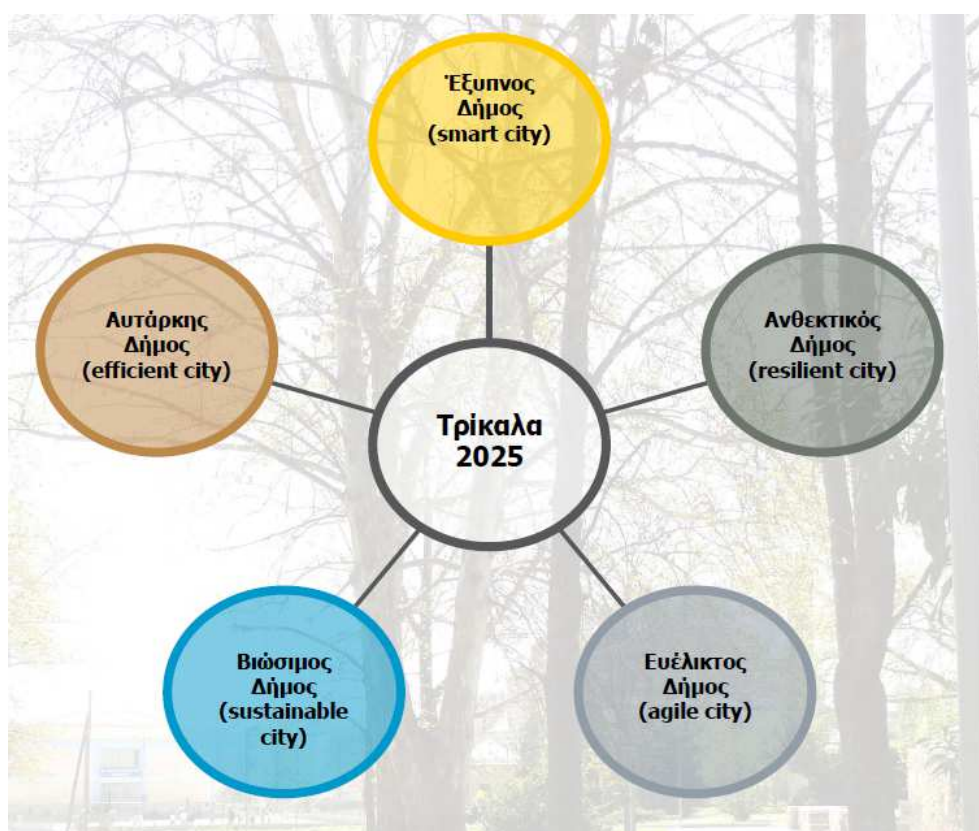 Έξυπνος
Δήμος
(smart city)
Αυτάρκης
Δήμος
(efficient city)
Ανθεκτικός
Δήμος
(resilient city)
Τρίκαλα
2025
Βιώσιμος
Δήμος
(sustainable
city)
Ευέλικτος
Δήμος
(agile city)